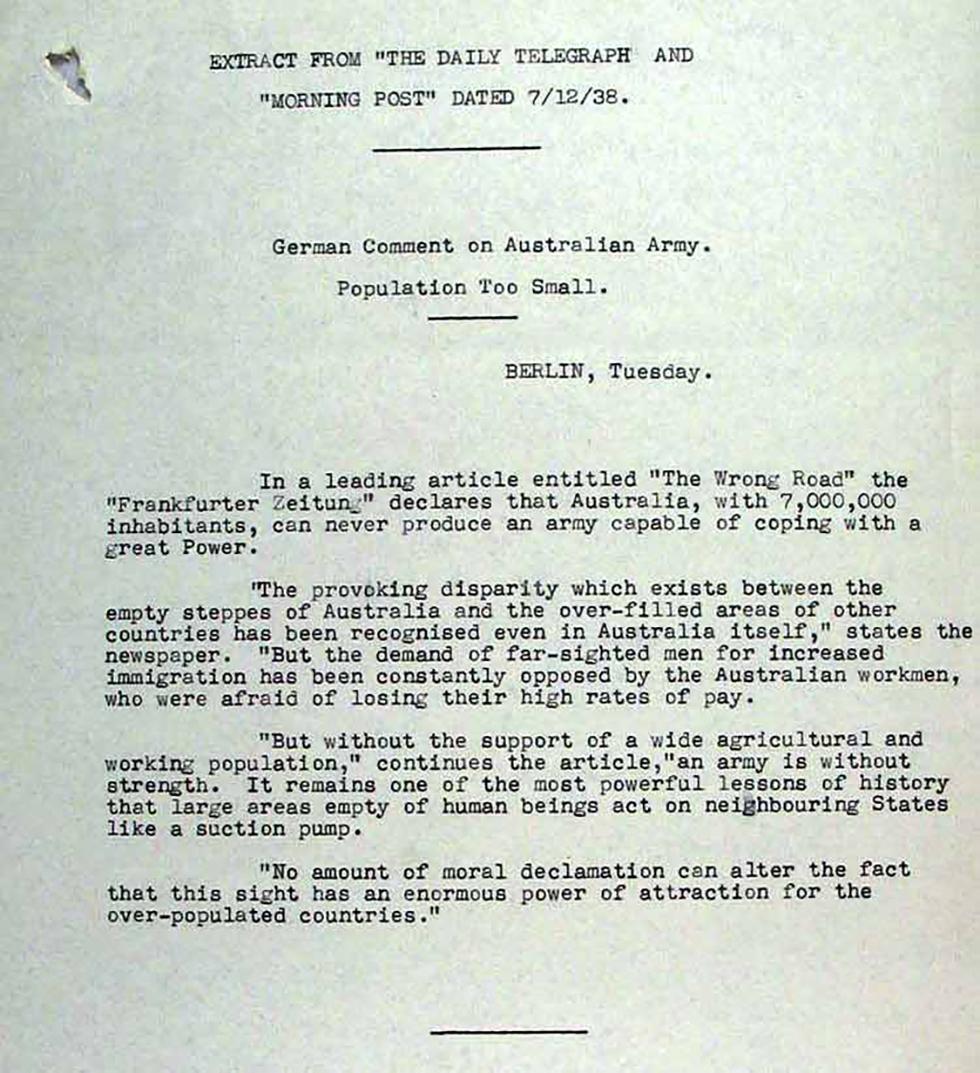 EXTRACT FROM "THE DAILY TELEGRAPH AND
"MORNING POST" DATED 7/12/38.
German Comment on Australian Army.
Population Too Small.
BERLIN, Tuesday.
In a leading article entitled "The Wrong Road" the
"Frankfurter Zeitung" declares that Australia, with 7,000,000
inhabitants, can never produce an army capable of coping with a
great Power.
"The provoking disparity which exists between the
empty steppes of Australia and the over-filled areas of other
countries has been recognised even in Australia itself," states the
newspaper. "But the demand of far-sighted men for increased
immigration has been constantly opposed by the Australian workmen,
who were afraid of losing their high rates of pay.
"But without the support of a wide agricultural and
working population," continues the article,"an army is without
strength. It remains one of the most powerful lessons of history
that large areas empty of human beings act on neighbouring States
like a suction pump.
"No amount of moral declamation can alter the fact
that this sight has an enormous power of attraction for the
over-populated countries."